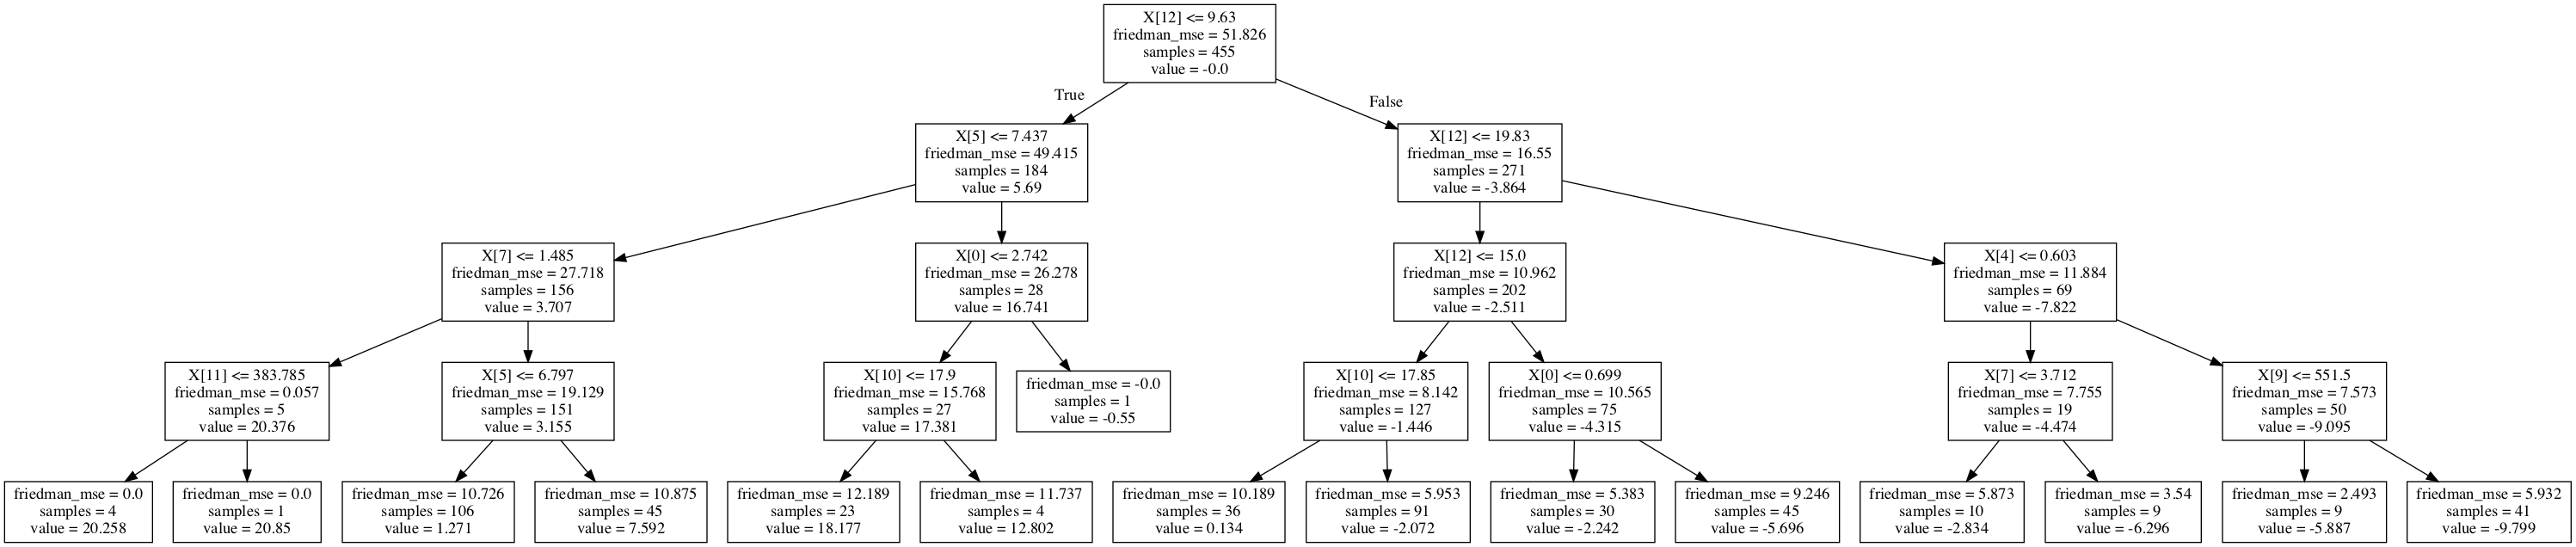 X[12] <= 9.63
friedman_mse = 51.826
samples = 455
value = -0.0
True
False
X[5] <= 7.437
friedman_mse = 49.415
samples = 184
value = 5.69
X[12] <= 19.83
friedman_mse = 16.55
samples = 271
value = -3.864
X[7] <= 1.485
friedman_mse = 27.718
samples = 156
value = 3.707
X[0] <= 2.742
friedman_mse = 26.278
samples = 28
value = 16.741
X[12] <= 15.0
friedman_mse = 10.962
samples = 202
value = -2.511
X[4] <= 0.603
friedman_mse = 11.884
samples = 69
value = -7.822
X[11] <= 383.785
friedman_mse = 0.057
samples = 5
value = 20.376
X[5] <= 6.797
friedman_mse = 19.129
samples = 151
value = 3.155
X[10] <= 17.9
friedman_mse = 15.768
samples = 27
value = 17.381
friedman_mse = -0.0
samples = 1
value = -0.55
X[10] <= 17.85
friedman_mse = 8.142
samples = 127
value = -1.446
X[0] <= 0.699
friedman_mse = 10.565
samples = 75
value = -4.315
X[7] <= 3.712
friedman_mse = 7.755
samples = 19
value = -4.474
X[9] <= 551.5
friedman_mse = 7.573
samples = 50
value = -9.095
friedman_mse = 0.0
samples = 4
value = 20.258
friedman_mse = 0.0
samples = 1
value = 20.85
friedman_mse = 10.726
samples = 106
value = 1.271
friedman_mse = 10.875
samples = 45
value = 7.592
friedman_mse = 12.189
samples = 23
value = 18.177
friedman_mse = 11.737
samples = 4
value = 12.802
friedman_mse = 10.189
samples = 36
value = 0.134
friedman_mse = 5.953
samples = 91
value = -2.072
friedman_mse = 5.383
samples = 30
value = -2.242
friedman_mse = 9.246
samples = 45
value = -5.696
friedman_mse = 5.873
samples = 10
value = -2.834
friedman_mse = 3.54
samples = 9
value = -6.296
friedman_mse = 2.493
samples = 9
value = -5.887
friedman_mse = 5.932
samples = 41
value = -9.799